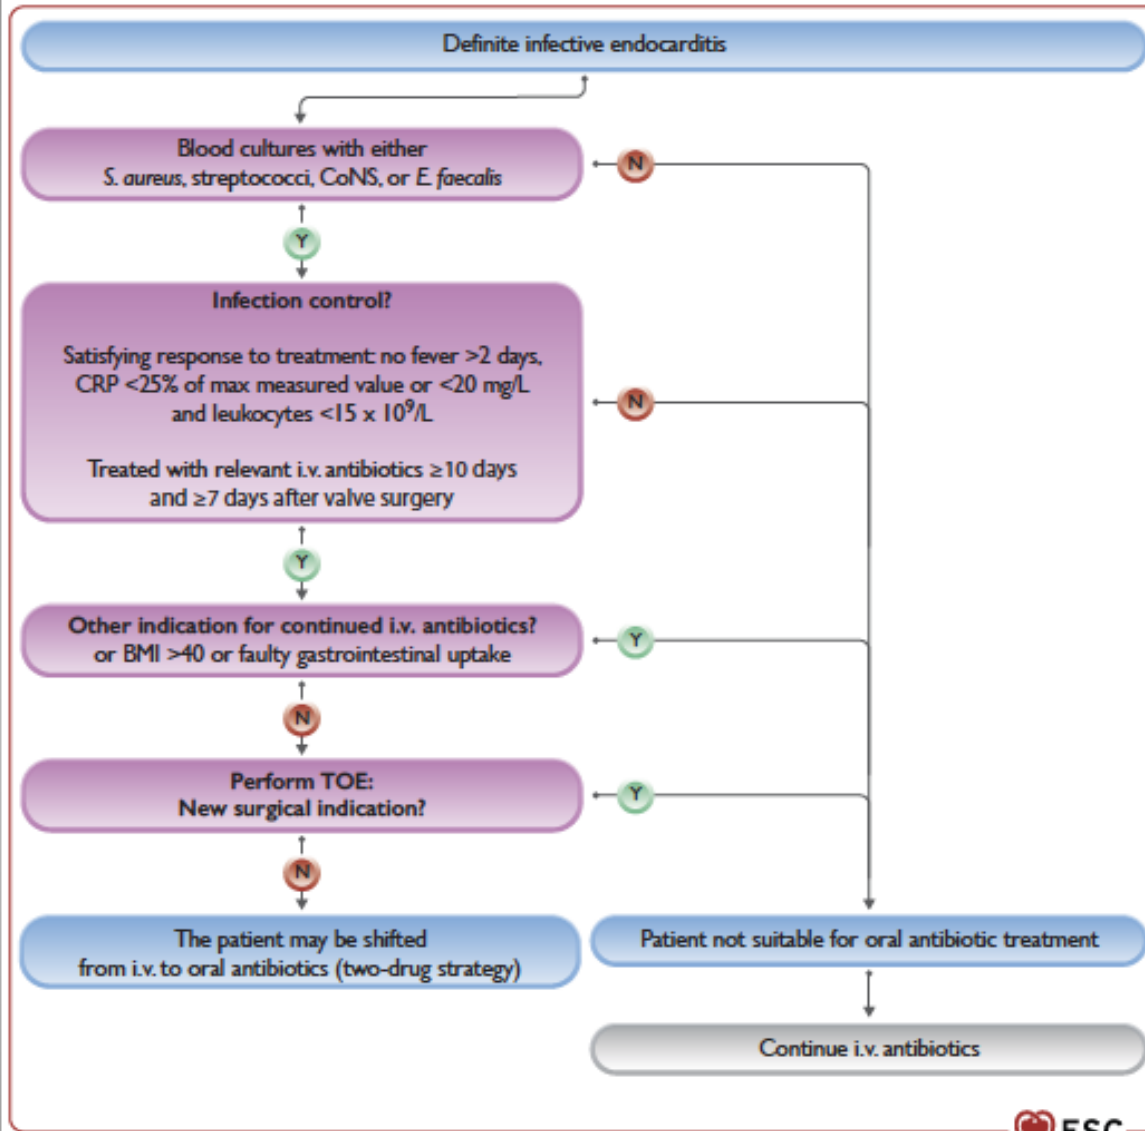 Definite infective endocarditis
Blood cultures with either
S. aureus, streptococci, CoNS, or E. faecalis
N
Y
Infection control?
Satisfying response to treatment: no fever >2 days,
CRP <25% of max measured value or <20 mg/L
and leukocytes <15 x 10⁹/L
Treated with relevant i.v. antibiotics ≥10 days
and ≥7 days after valve surgery
N
Y
Other indication for continued i.v. antibiotics?
or BMI >40 or faulty gastrointestinal uptake
Y
N
Perform TOE:
New surgical indication?
Y
N
The patient may be shifted
from i.v. to oral antibiotics (two-drug strategy)
Patient not suitable for oral antibiotic treatment
Continue i.v. antibiotics
ESC